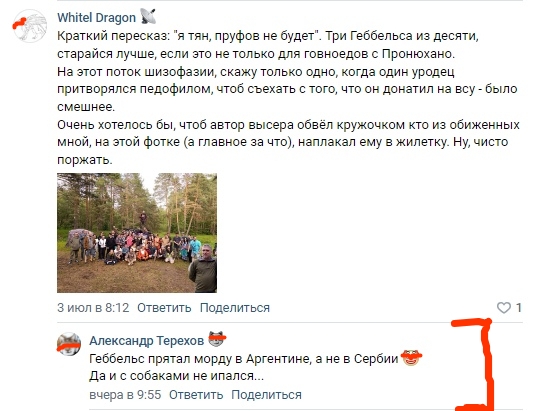 Whitel Dragon
Краткий пересказ: "я тян, пруфов не будет". Три Геббельса из десяти,
старайся лучше, если это не только для говноедов с Пронюхано.
На этот поток шизофазии, скажу только одно, когда один уродец
притворялся педофилом, чтоб съехать с того, что он донатил на всу - было
смешнее.
Очень хотелось бы, чтоб автор высера обвёл кружочком кто из обиженных
мной, на этой фотке (а главное за что), наплакал ему в жилетку. Ну, чисто
поржать.
3 июл в 8:12 Ответить Поделиться 1
Александр Терехов
Геббельс прятал морду в Аргентине, а не в Сербии
Да и с собаками не ипался...
вчера в 9:55 Ответить Поделиться